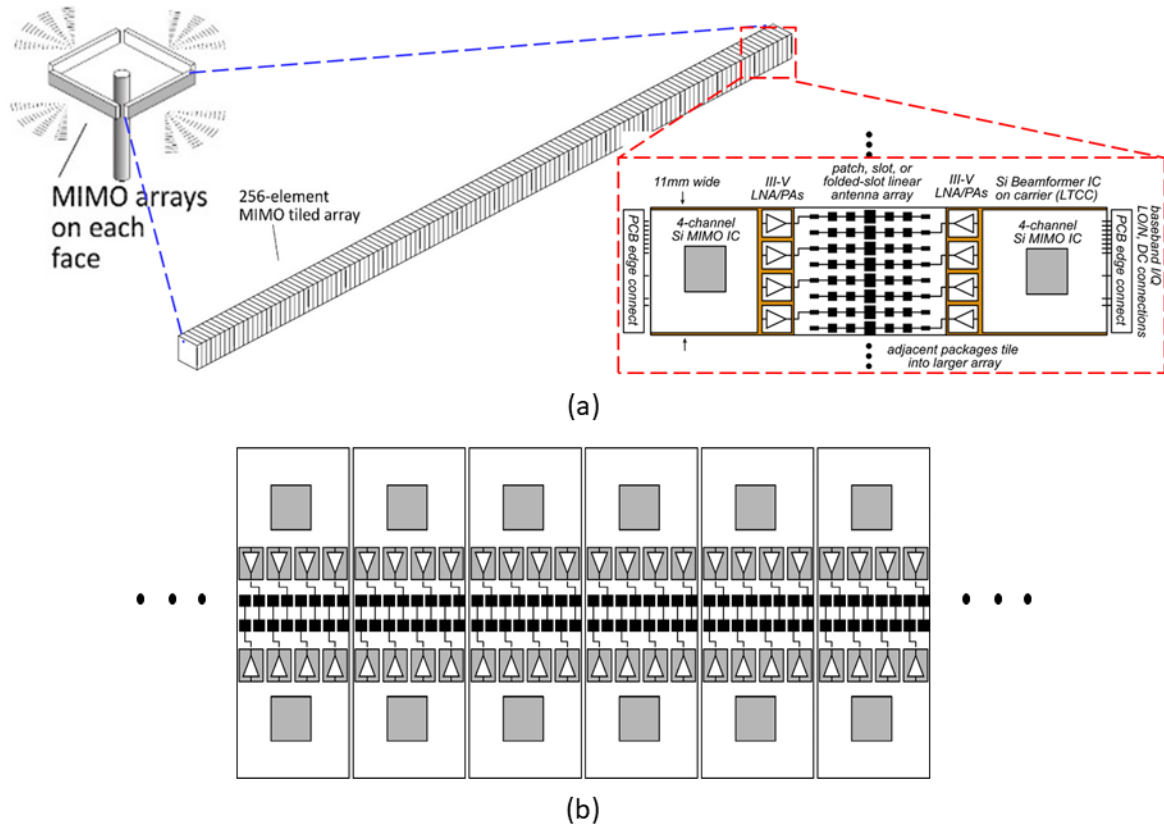 MIMO arrays
on each
face
256-element
MIMO tiled array
11mm wide
III-V
LNA/PAs
patch, slot, or
folded-slot linear
antenna array
III-V
LNA/PAs
Si Beamformer IC
on carrier (LTCC)
PCB edge connect
4-channel
Si MIMO IC
4-channel
Si MIMO IC
PCB edge connect
LO/IN, DC connections
baseband I/Q
adjacent packages tile
into larger array
(a)
(b)